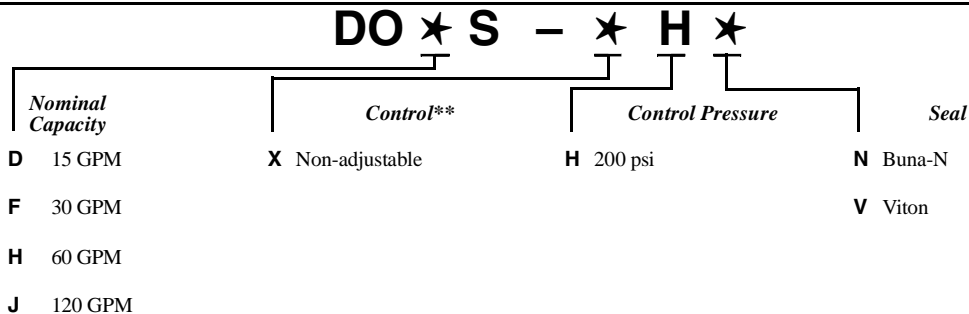 DO ✶ S – ✶ H ✶
Nominal
Capacity
D 15 GPM
F 30 GPM
H 60 GPM
J 120 GPM
Control**
X Non-adjustable
Control Pressure
H 200 psi
Seal
N Buna-N
V Viton